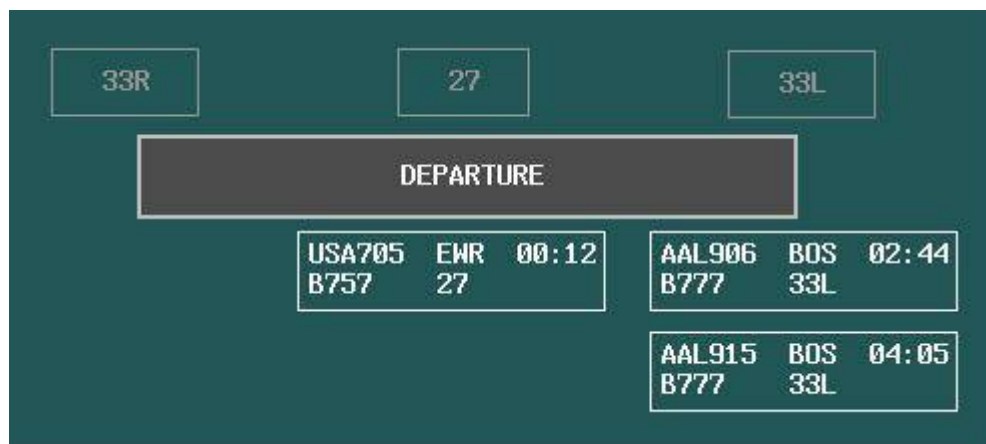 33R 27 33L
DEPARTURE
USA705 EWR 00:12
B757 27
AAL906 BOS 02:44
B777 33L
AAL915 BOS 04:05
B777 33L